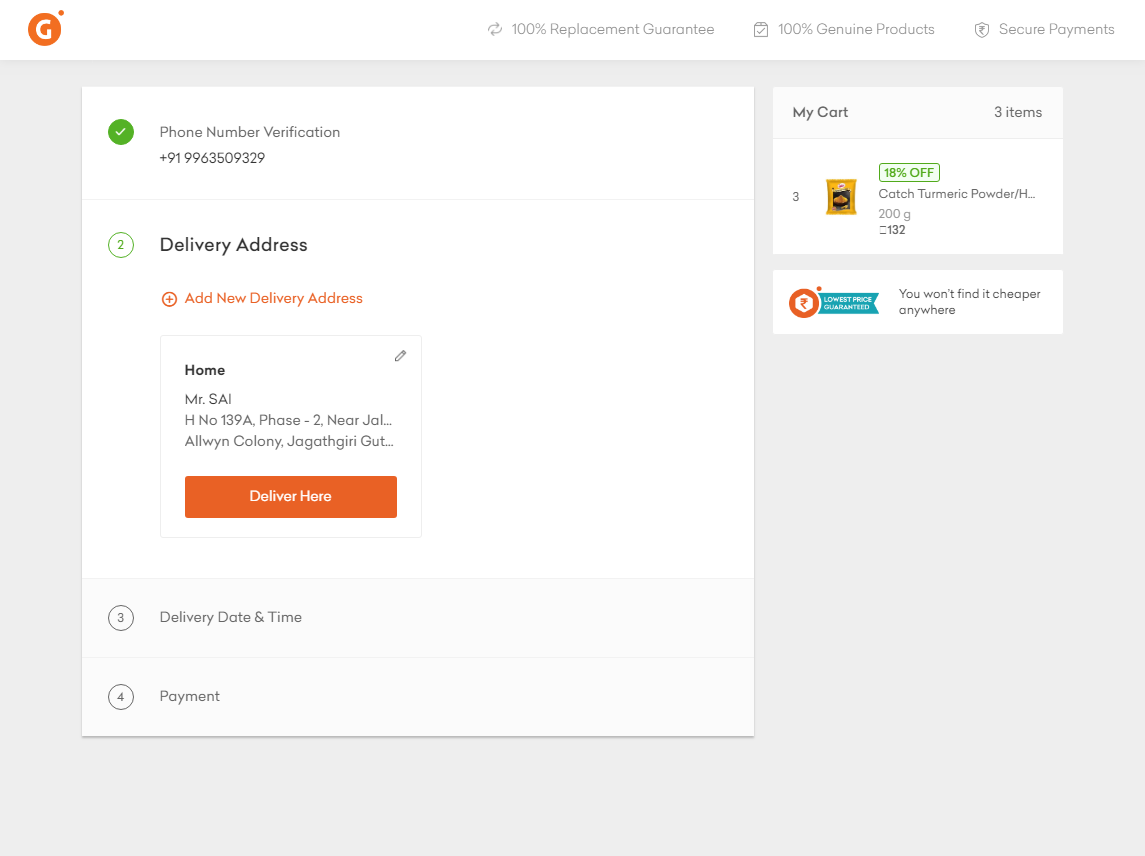 G
100% Replacement Guarantee
100% Genuine Products
Secure Payments
Phone Number Verification
+91 9963509329
2
Delivery Address
Add New Delivery Address
Home
Mr. SAI
H No 139A, Phase - 2, Near Jal...
Allwyn Colony, Jagathgiri Gut...
Deliver Here
3
Delivery Date & Time
4
Payment
My Cart
3 items
3
18% OFF
Catch Turmeric Powder/H...
200 g
132
LOWEST PRICE
GUARANTEED
You won't find it cheaper
anywhere